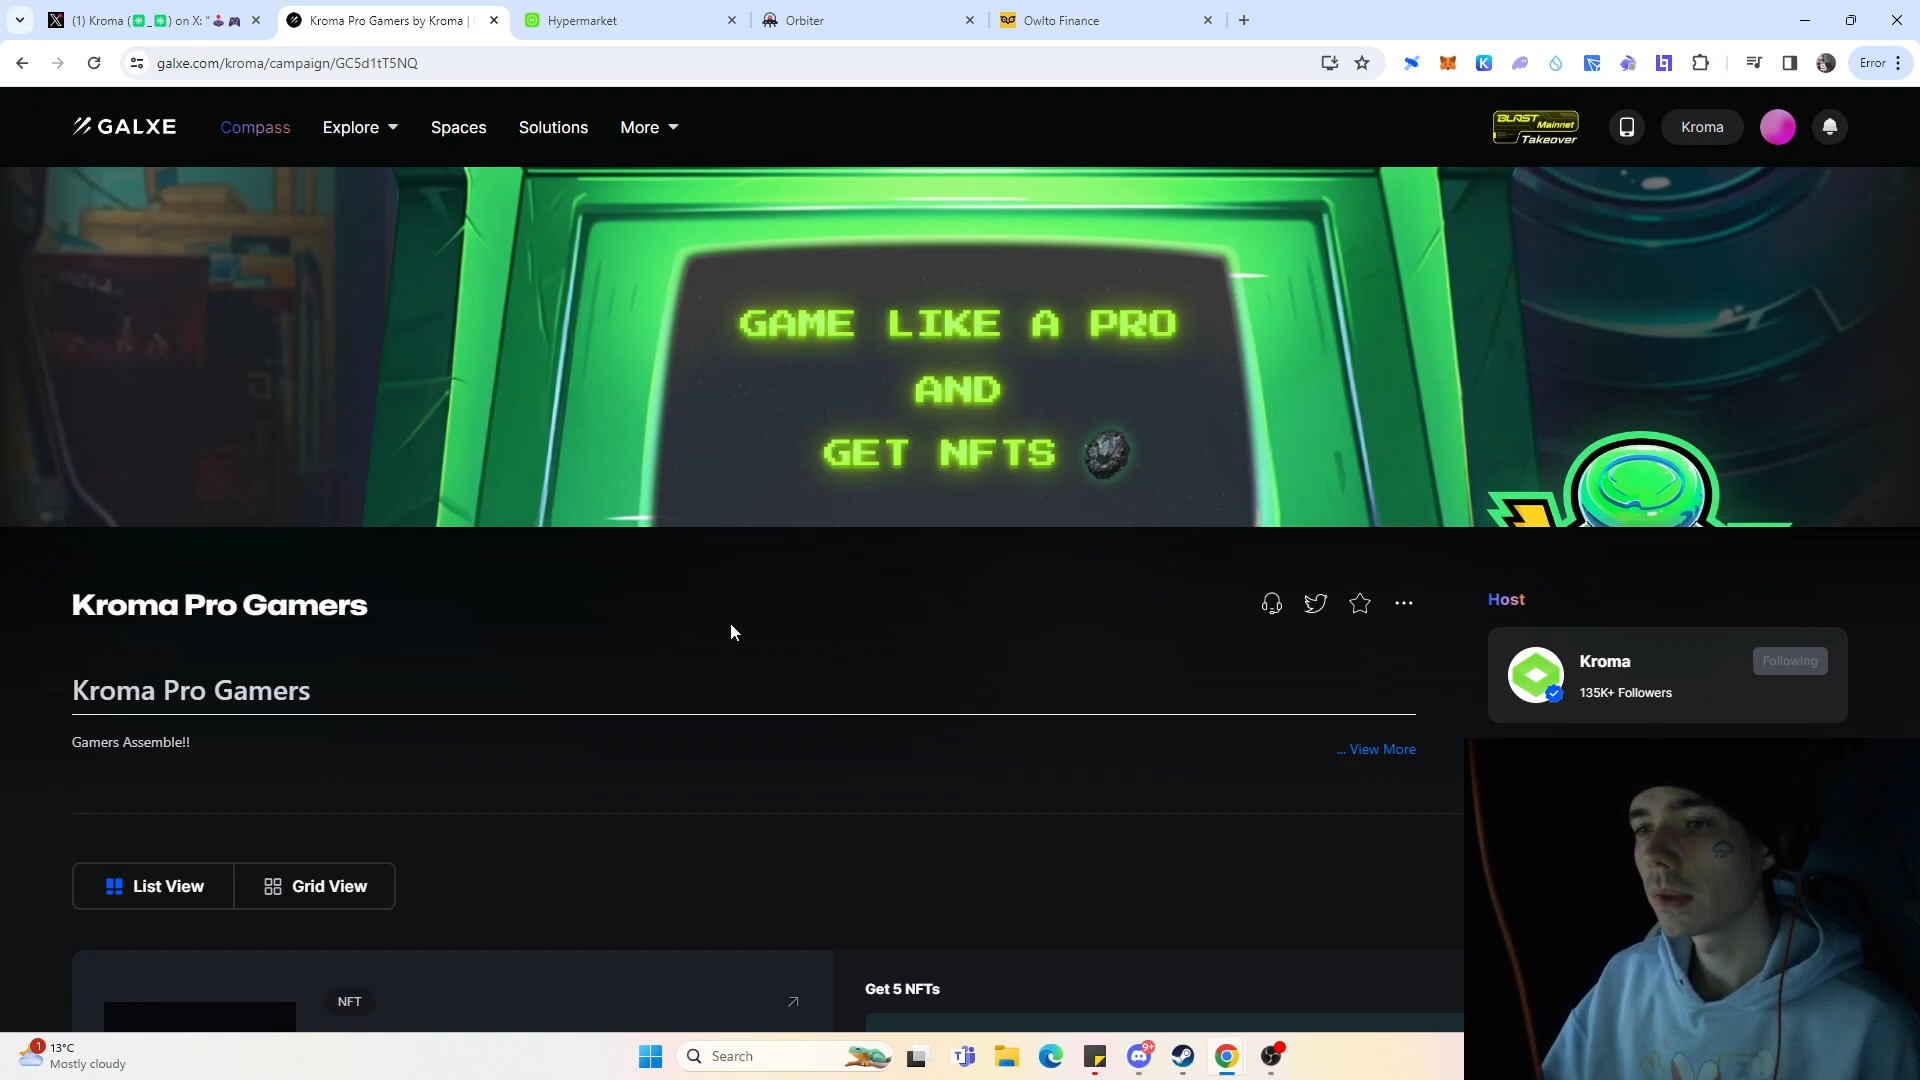 (1) Kroma (✳️_✳️) on X: "🕹️ 🎮
Kroma Pro Gamers by Kroma |
Hypermarket
Orbiter
Owlto Finance
galxe.com/kroma/campaign/GC5d1tT5NQ
Error
GALXE
Compass
Explore
Spaces
Solutions
More
BLAST Mainnet
Takeover
Kroma
GAME LIKE A PRO
AND
GET NFTS
Kroma Pro Gamers
Host
Kroma
Following
135K+ Followers
Kroma Pro Gamers
Gamers Assemble!!
... View More
List View
Grid View
NFT
Get 5 NFTs
1
13°C
Mostly cloudy
Search
9+